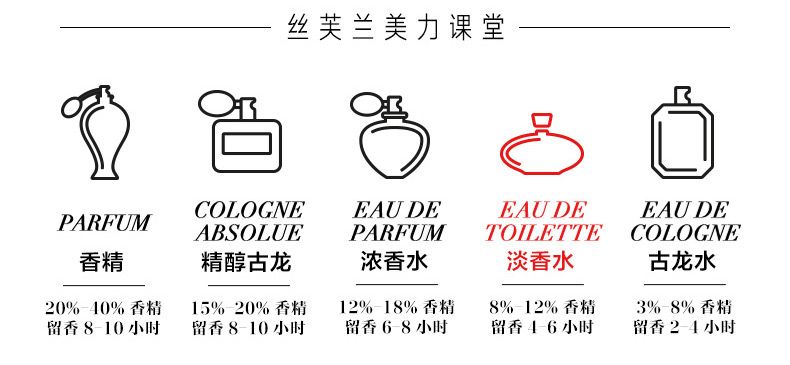 丝芙兰美力课堂
PARFUM
香精
20%-40% 香精
留香 8-10 小时
COLOGNE
ABSOLUE
精醇古龙
15%-20% 香精
留香 8-10 小时
EAU DE
PARFUM
浓香水
12%-18% 香精
留香 6-8 小时
EAU DE
TOILETTE
淡香水
8%-12% 香精
留香 4-6 小时
EAU DE
COLOGNE
古龙水
3%-8% 香精
留香 2-4 小时